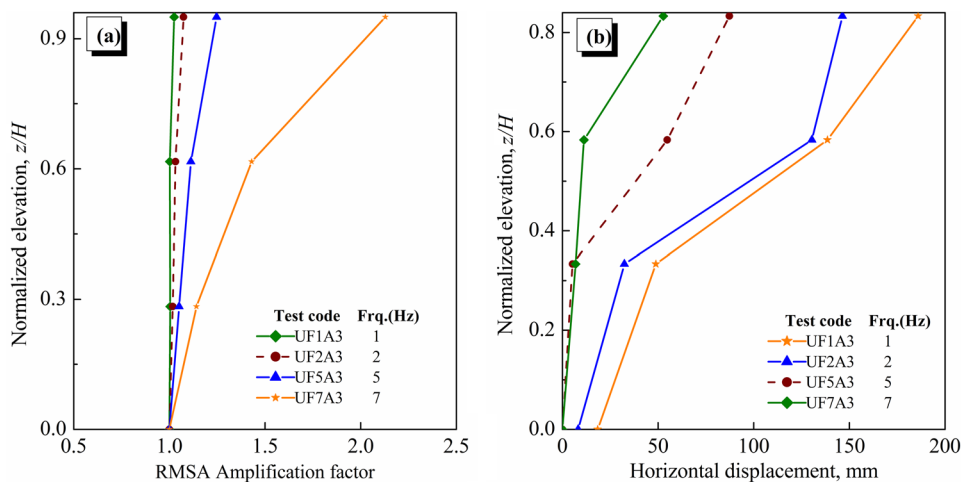 (a)
Normalized elevation, z/H
0.9
0.6
0.3
0.0
Test code Frq.(Hz)
UF1A3 1
UF2A3 2
UF5A3 5
UF7A3 7
0.5 1.0 1.5 2.0 2.5
RMSA Amplification factor
(b)
Normalized elevation, z/H
0.8
0.6
0.4
0.2
0.0
Test code Frq.(Hz)
UF1A3 1
UF2A3 2
UF5A3 5
UF7A3 7
0 50 100 150 200
Horizontal displacement, mm